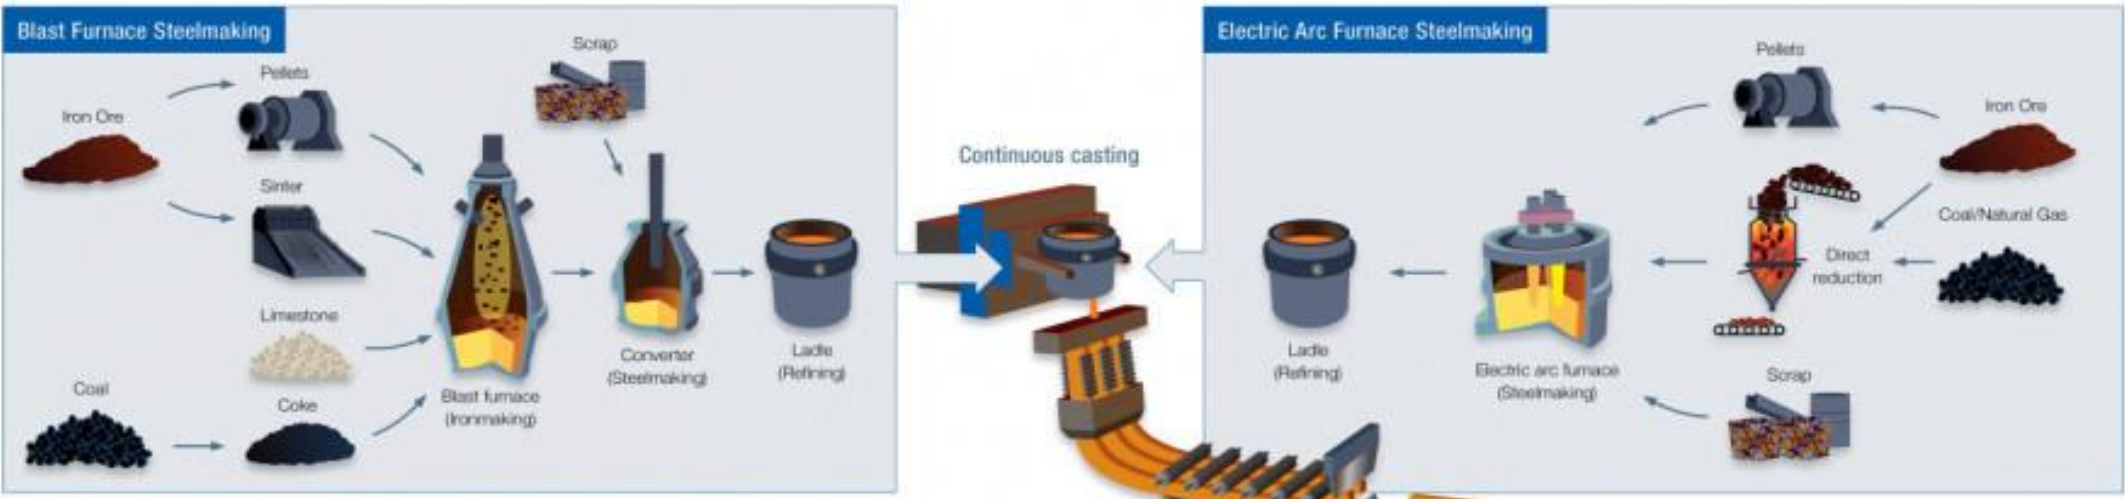 Blast Furnace Steelmaking
Scrap
Pellets
Iron Ore
Sinter
Limestone
Converter
(Steelmaking)
Ladle
(Refining)
Coal
Coke
Blast furnace
(Ironmaking)
Continuous casting
Electric Arc Furnace Steelmaking
Pellets
Iron Ore
Coal/Natural Gas
Direct
reduction
Ladle
(Refining)
Electric arc furnace
(Steelmaking)
Scrap